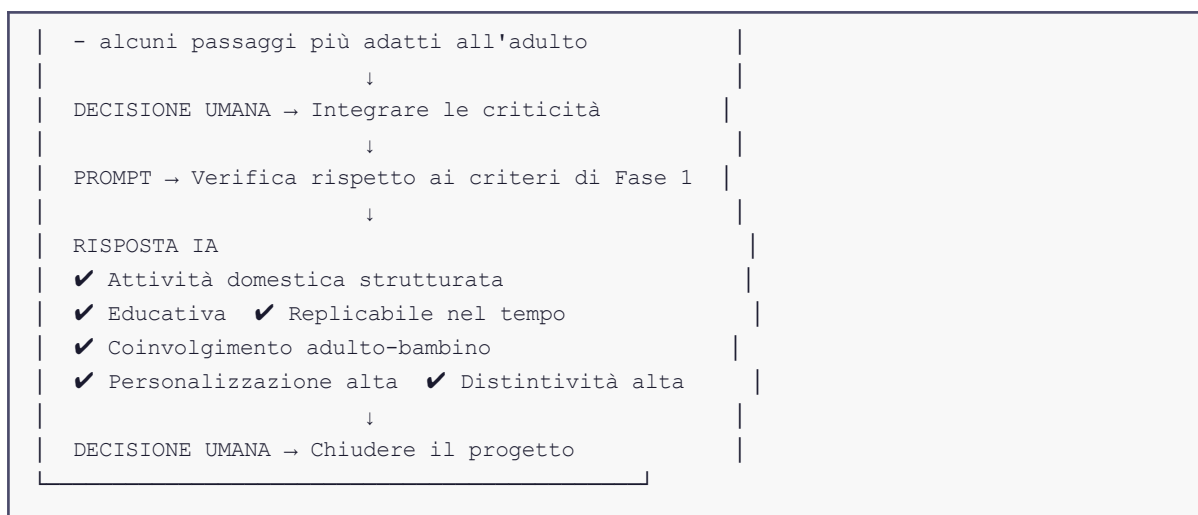 - alcuni passaggi più adatti all'adulto
↓
DECISIONE UMANA → Integrare le criticità
↓
PROMPT → Verifica rispetto ai criteri di Fase 1
↓
RISPOSTA IA
✔ Attività domestica strutturata
✔ Educativa ✔ Replicabile nel tempo
✔ Coinvolgimento adulto-bambino
✔ Personalizzazione alta ✔ Distintività alta
↓
DECISIONE UMANA → Chiudere il progetto